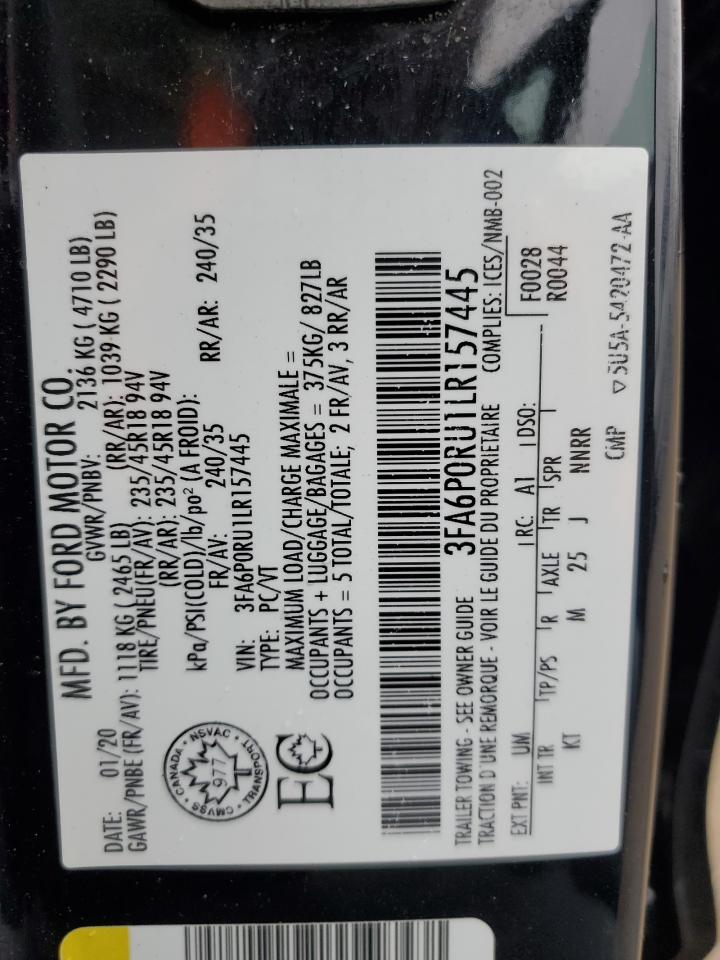 MFD. BY FORD MOTOR CO.
DATE: 01/20 GVWR/PNBV: 2136 KG ( 4710 LB)
GAWR/PNBE (FR/AV): 1118 KG ( 2465 LB) (RR/AR): 1039 KG ( 2290 LB)
TIRE/PNEU(FR/AV): 235/45R18 94V
(RR/AR): 235/45R18 94V
kPa/PSI(COLD)/lb/po² (A FROID):
FR/AV: 240/35 RR/AR: 240/35
VIN: 3FA6P0RU1LR157445
TYPE: PC/VT
MAXIMUM LOAD/CHARGE MAXIMALE =
OCCUPANTS + LUGGAGE/BAGAGES = 375KG/ 827LB
OCCUPANTS = 5 TOTAL/TOTALE; 2 FR/AV, 3 RR/AR
CANADA · NSVAC · TRANSPORT · CMVSS
977
EC
3FA6P0RU1LR157445
TRAILER TOWING - SEE OWNER GUIDE
TRACTION D'UNE REMORQUE - VOIR LE GUIDE DU PROPRIETAIRE COMPLIES: ICES/NMB-002
EXT PNT: UM RC: A1 DSO: F0028
R0044
INT TR TP/PS R AXLE TR SPR
KT M 25 J NNRR
CMP 5U5A-5420472-AA